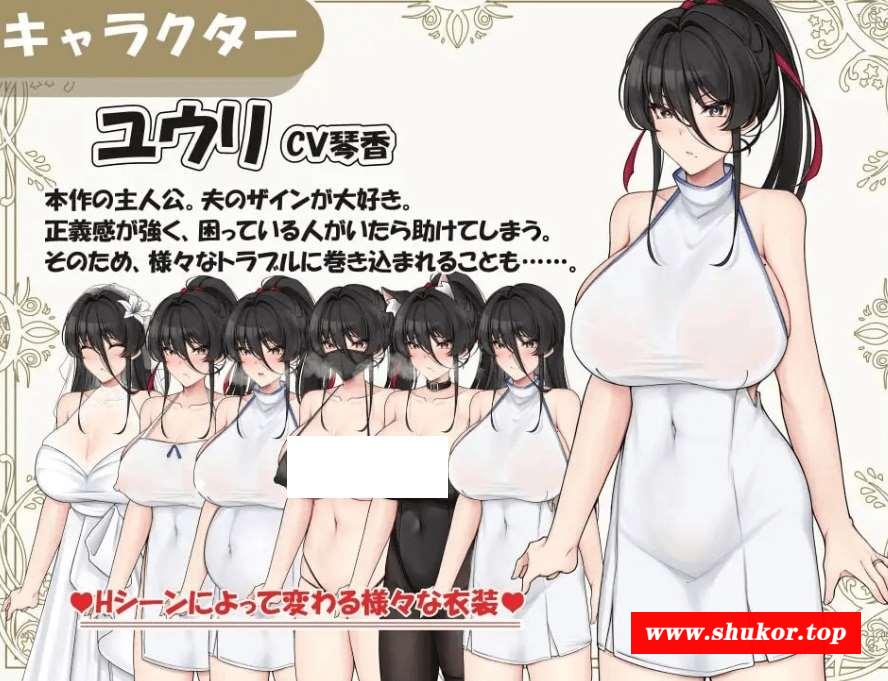 キャラクター
ユウリ CV琴香
本作の主人公。夫のザインが大好き。
正義感が強く、困っている人がいたら助けてしまう。
そのため、様々なトラブルに巻き込まれることも……。
♥Hシーンによって変わる様々な衣装♥
www.shukor.top